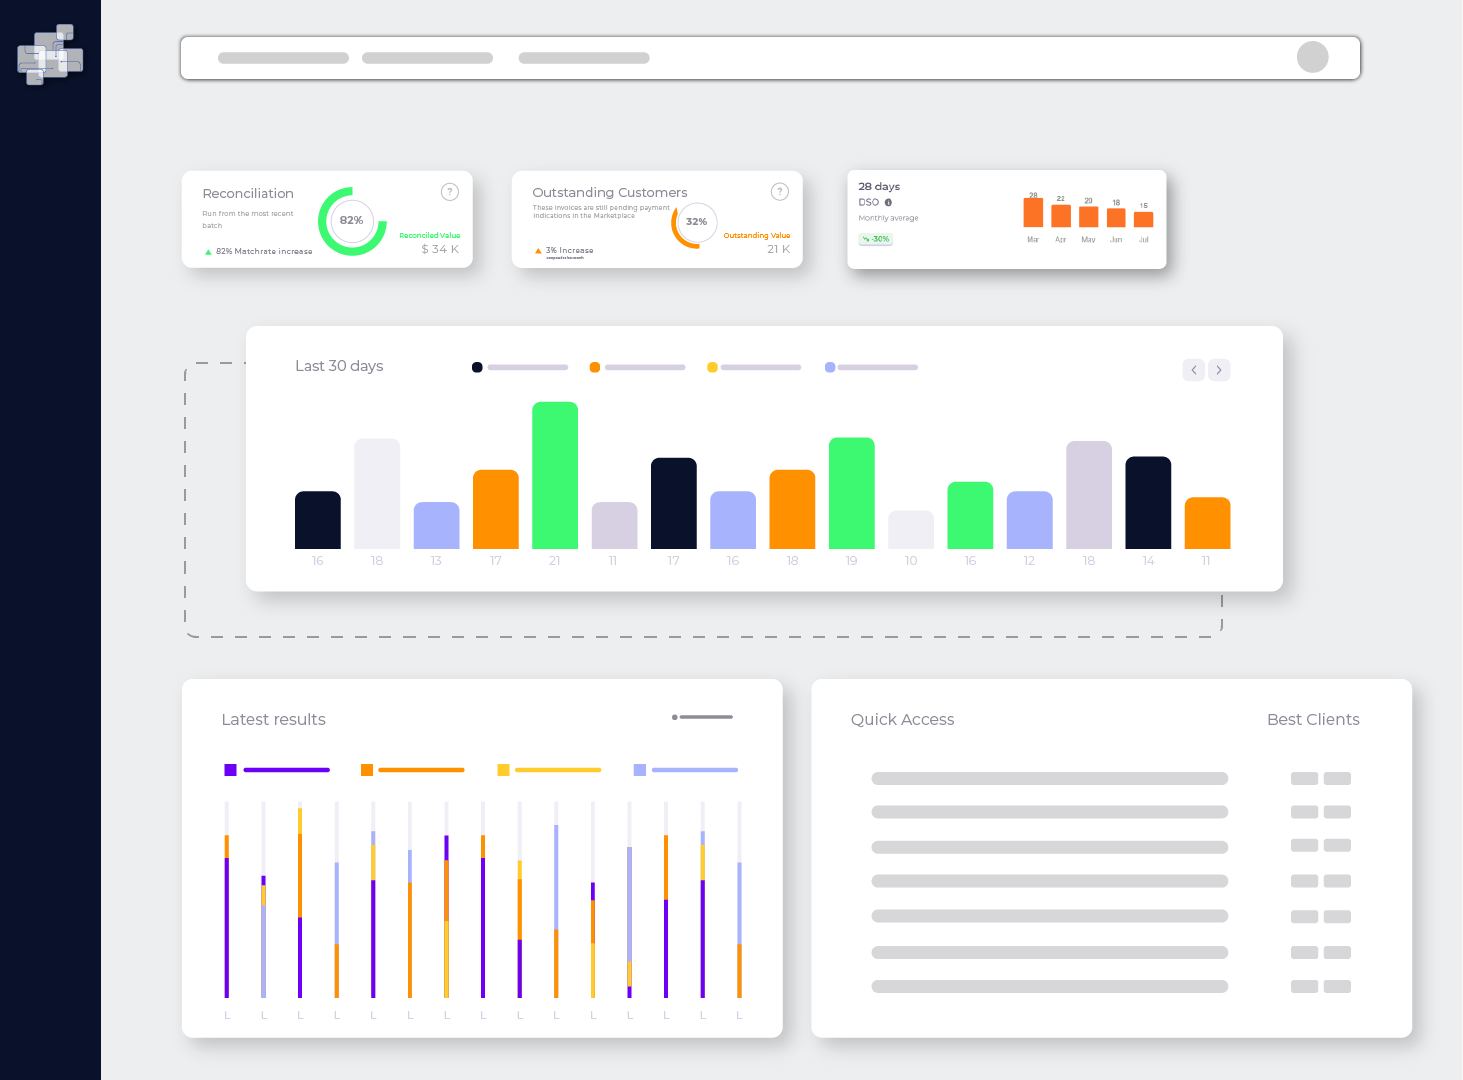 Reconciliation
Run from the most recent
batch
82% Matchrate increase
82%
?
Reconciled Value
$ 34 K
Outstanding Customers
These invoices are still pending payment
indications in the Marketplace
3% Increase
32%
?
Outstanding Value
21 K
28 days
DSO
Monthly average
-30%
28 22 20 18 15
Mar Apr May Jun Jul
Last 30 days
16 18 13 17 21 11 17 16 18 19 10 16 12 18 14 11
Latest results
L L L L L L L L L L L L L L L
Quick Access
Best Clients